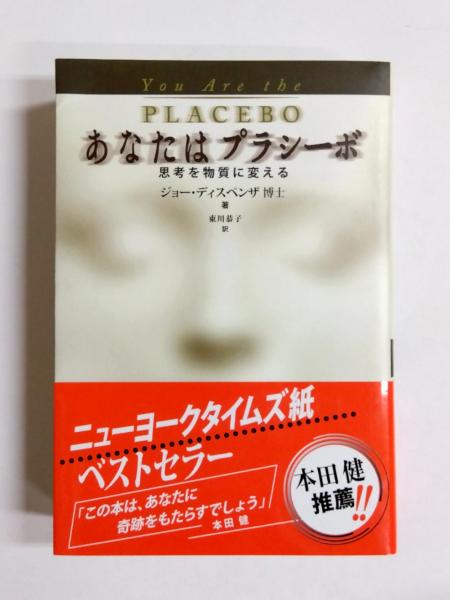 You Are the
PLACEBO
あなたはプラシーボ
思考を物質に変える
ジョー・ディスペンザ 博士
著
東川恭子
訳
ニューヨークタイムズ紙
ベストセラー
「この本は、あなたに
奇跡をもたらすでしょう」
本田 健
本田 健
推薦!!